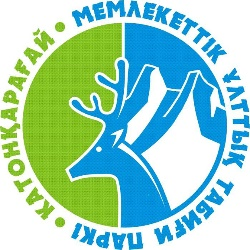 КАТОНҚАРАҒАЙ
МЕМЛЕКЕТТІК ҰЛТТЫҚ ТАБИҒИ ПАРКІ